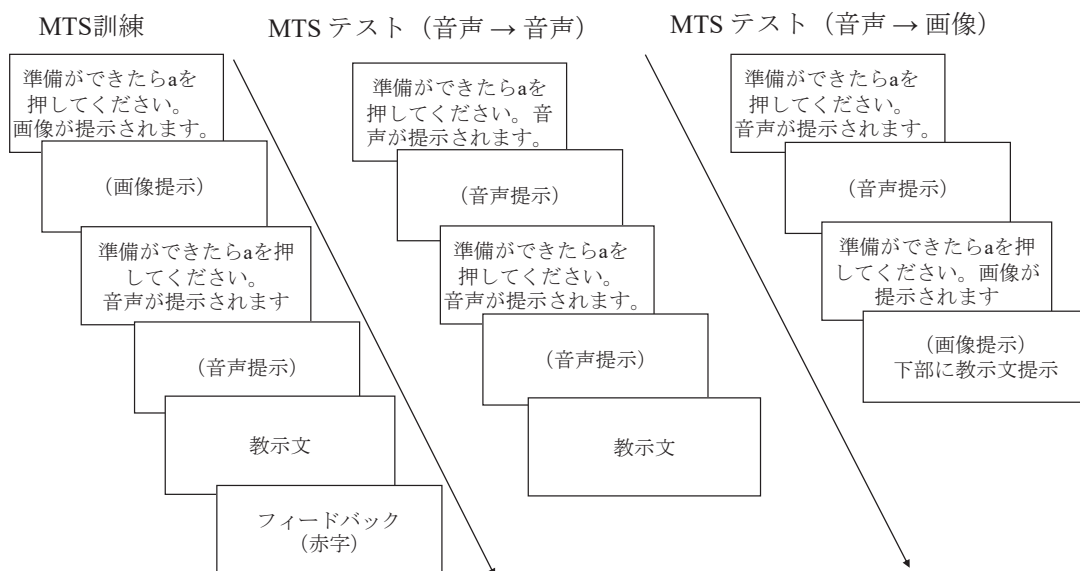 MTS訓練
準備ができたらaを
押してください。
画像が提示されます。
（画像提示）
準備ができたらaを押
してください。
音声が提示されます
（音声提示）
教示文
フィードバック
（赤字）
MTS テスト（音声 → 音声）
準備ができたらaを
押してください。音
声が提示されます。
（音声提示）
準備ができたらaを
押してください。
音声が提示されます。
（音声提示）
教示文
MTS テスト（音声 → 画像）
準備ができたらaを
押してください。
音声が提示されます。
（音声提示）
準備ができたらaを押
してください。画像が
提示されます
（画像提示）
下部に教示文提示